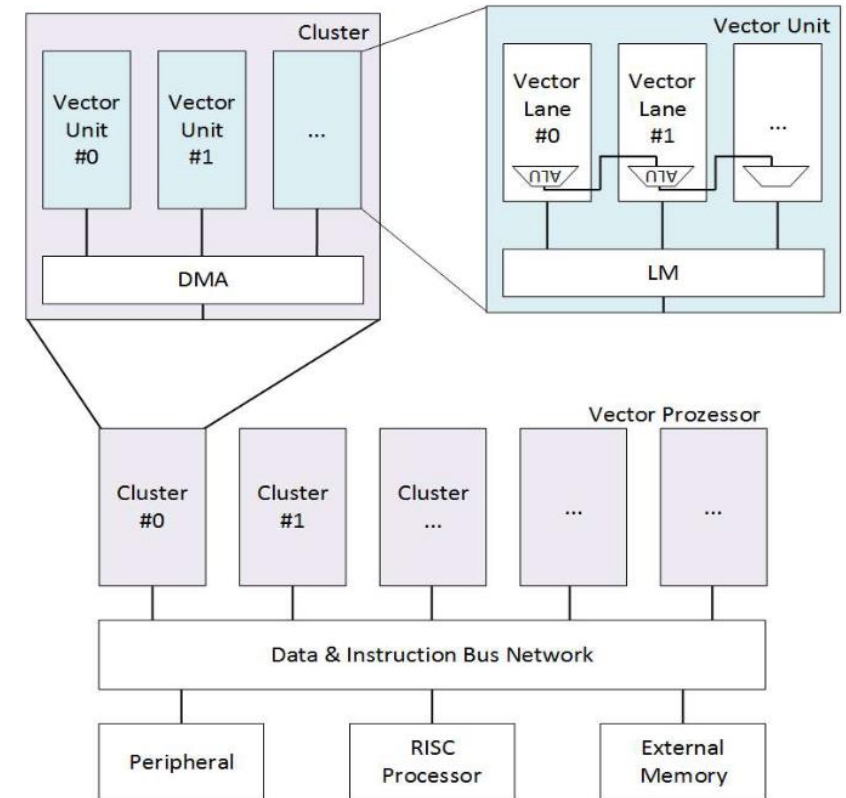 Cluster
Vector
Unit
#0
Vector
Unit
#1
...
DMA
Vector Unit
Vector
Lane
#0
ALU
Vector
Lane
#1
ALU
...
LM
Vector Prozessor
Cluster
#0
Cluster
#1
Cluster
...
...
...
Data & Instruction Bus Network
Peripheral
RISC
Processor
External
Memory